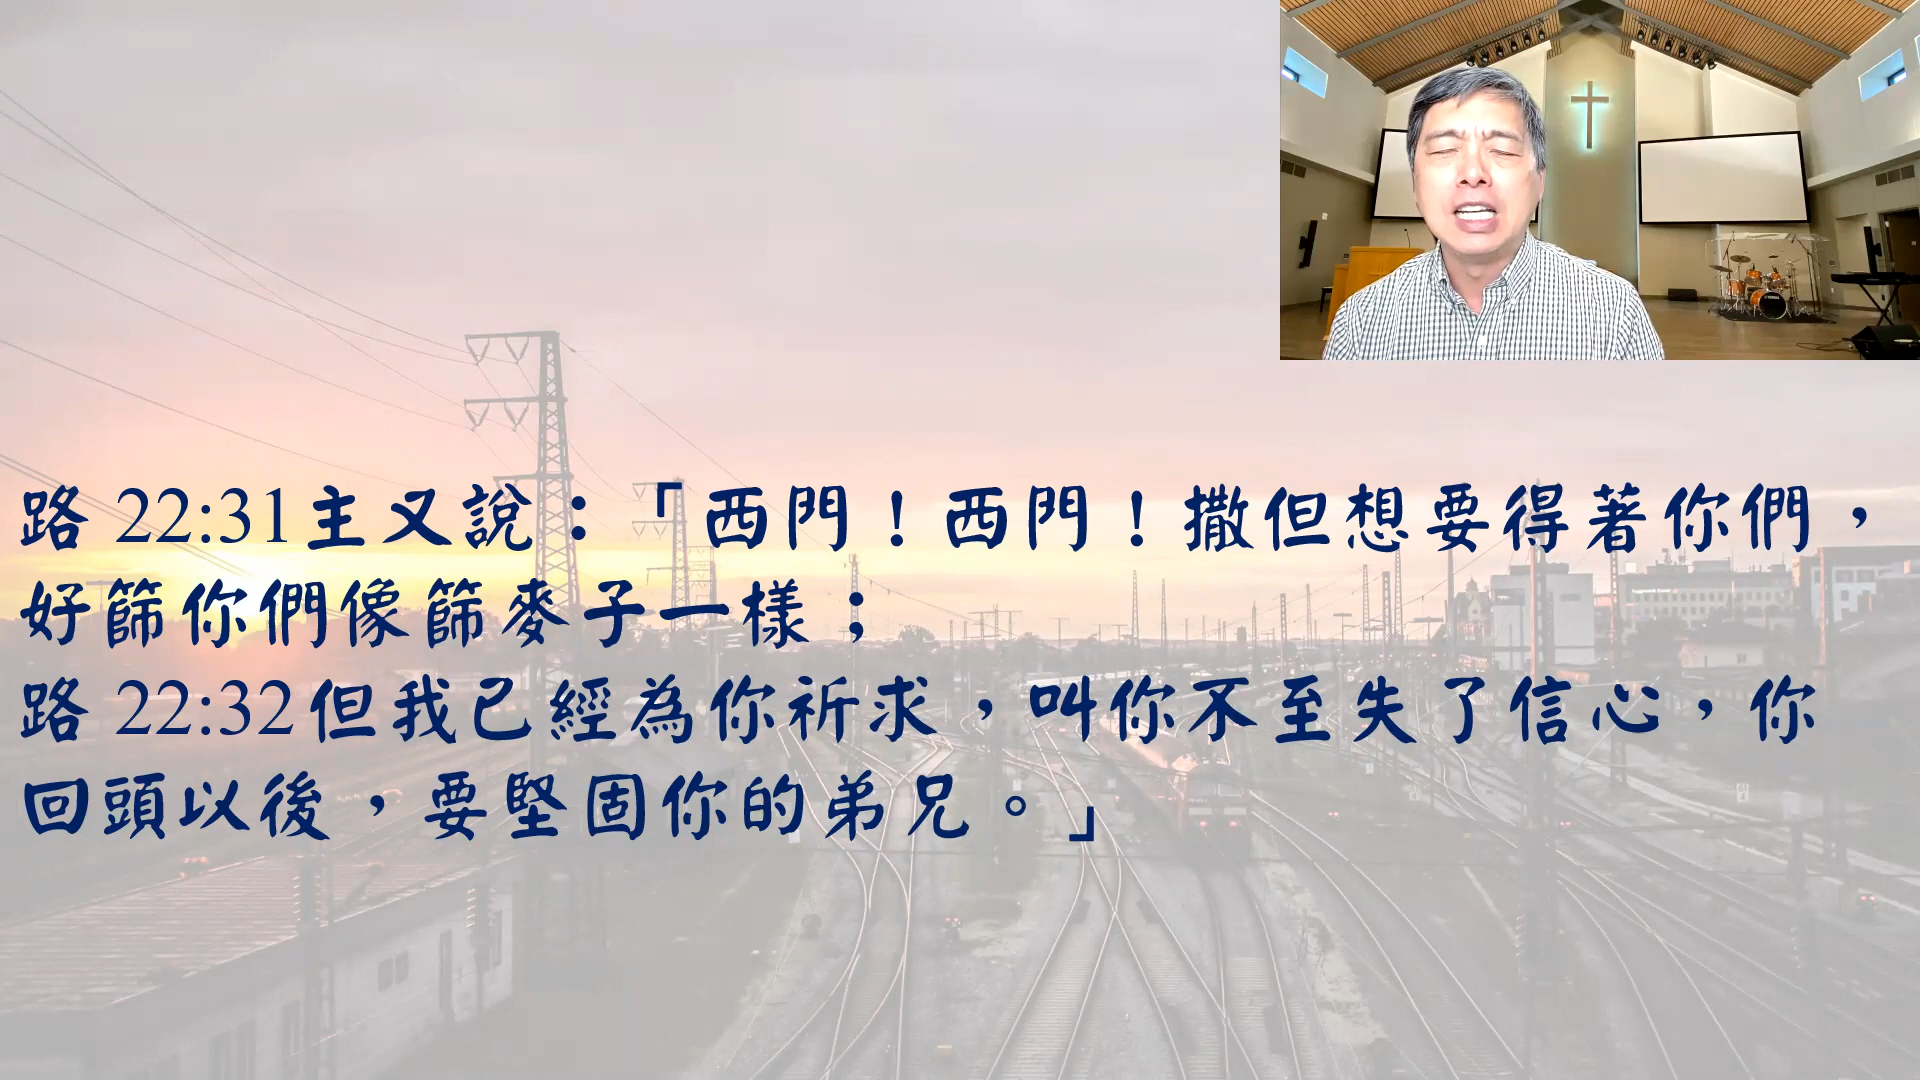 路 22:31主又說：「西門！西門！撒但想要得著你們，
好篩你們像篩麥子一樣；
路 22:32但我已經為你祈求，叫你不至失了信心，你
回頭以後，要堅固你的弟兄。」